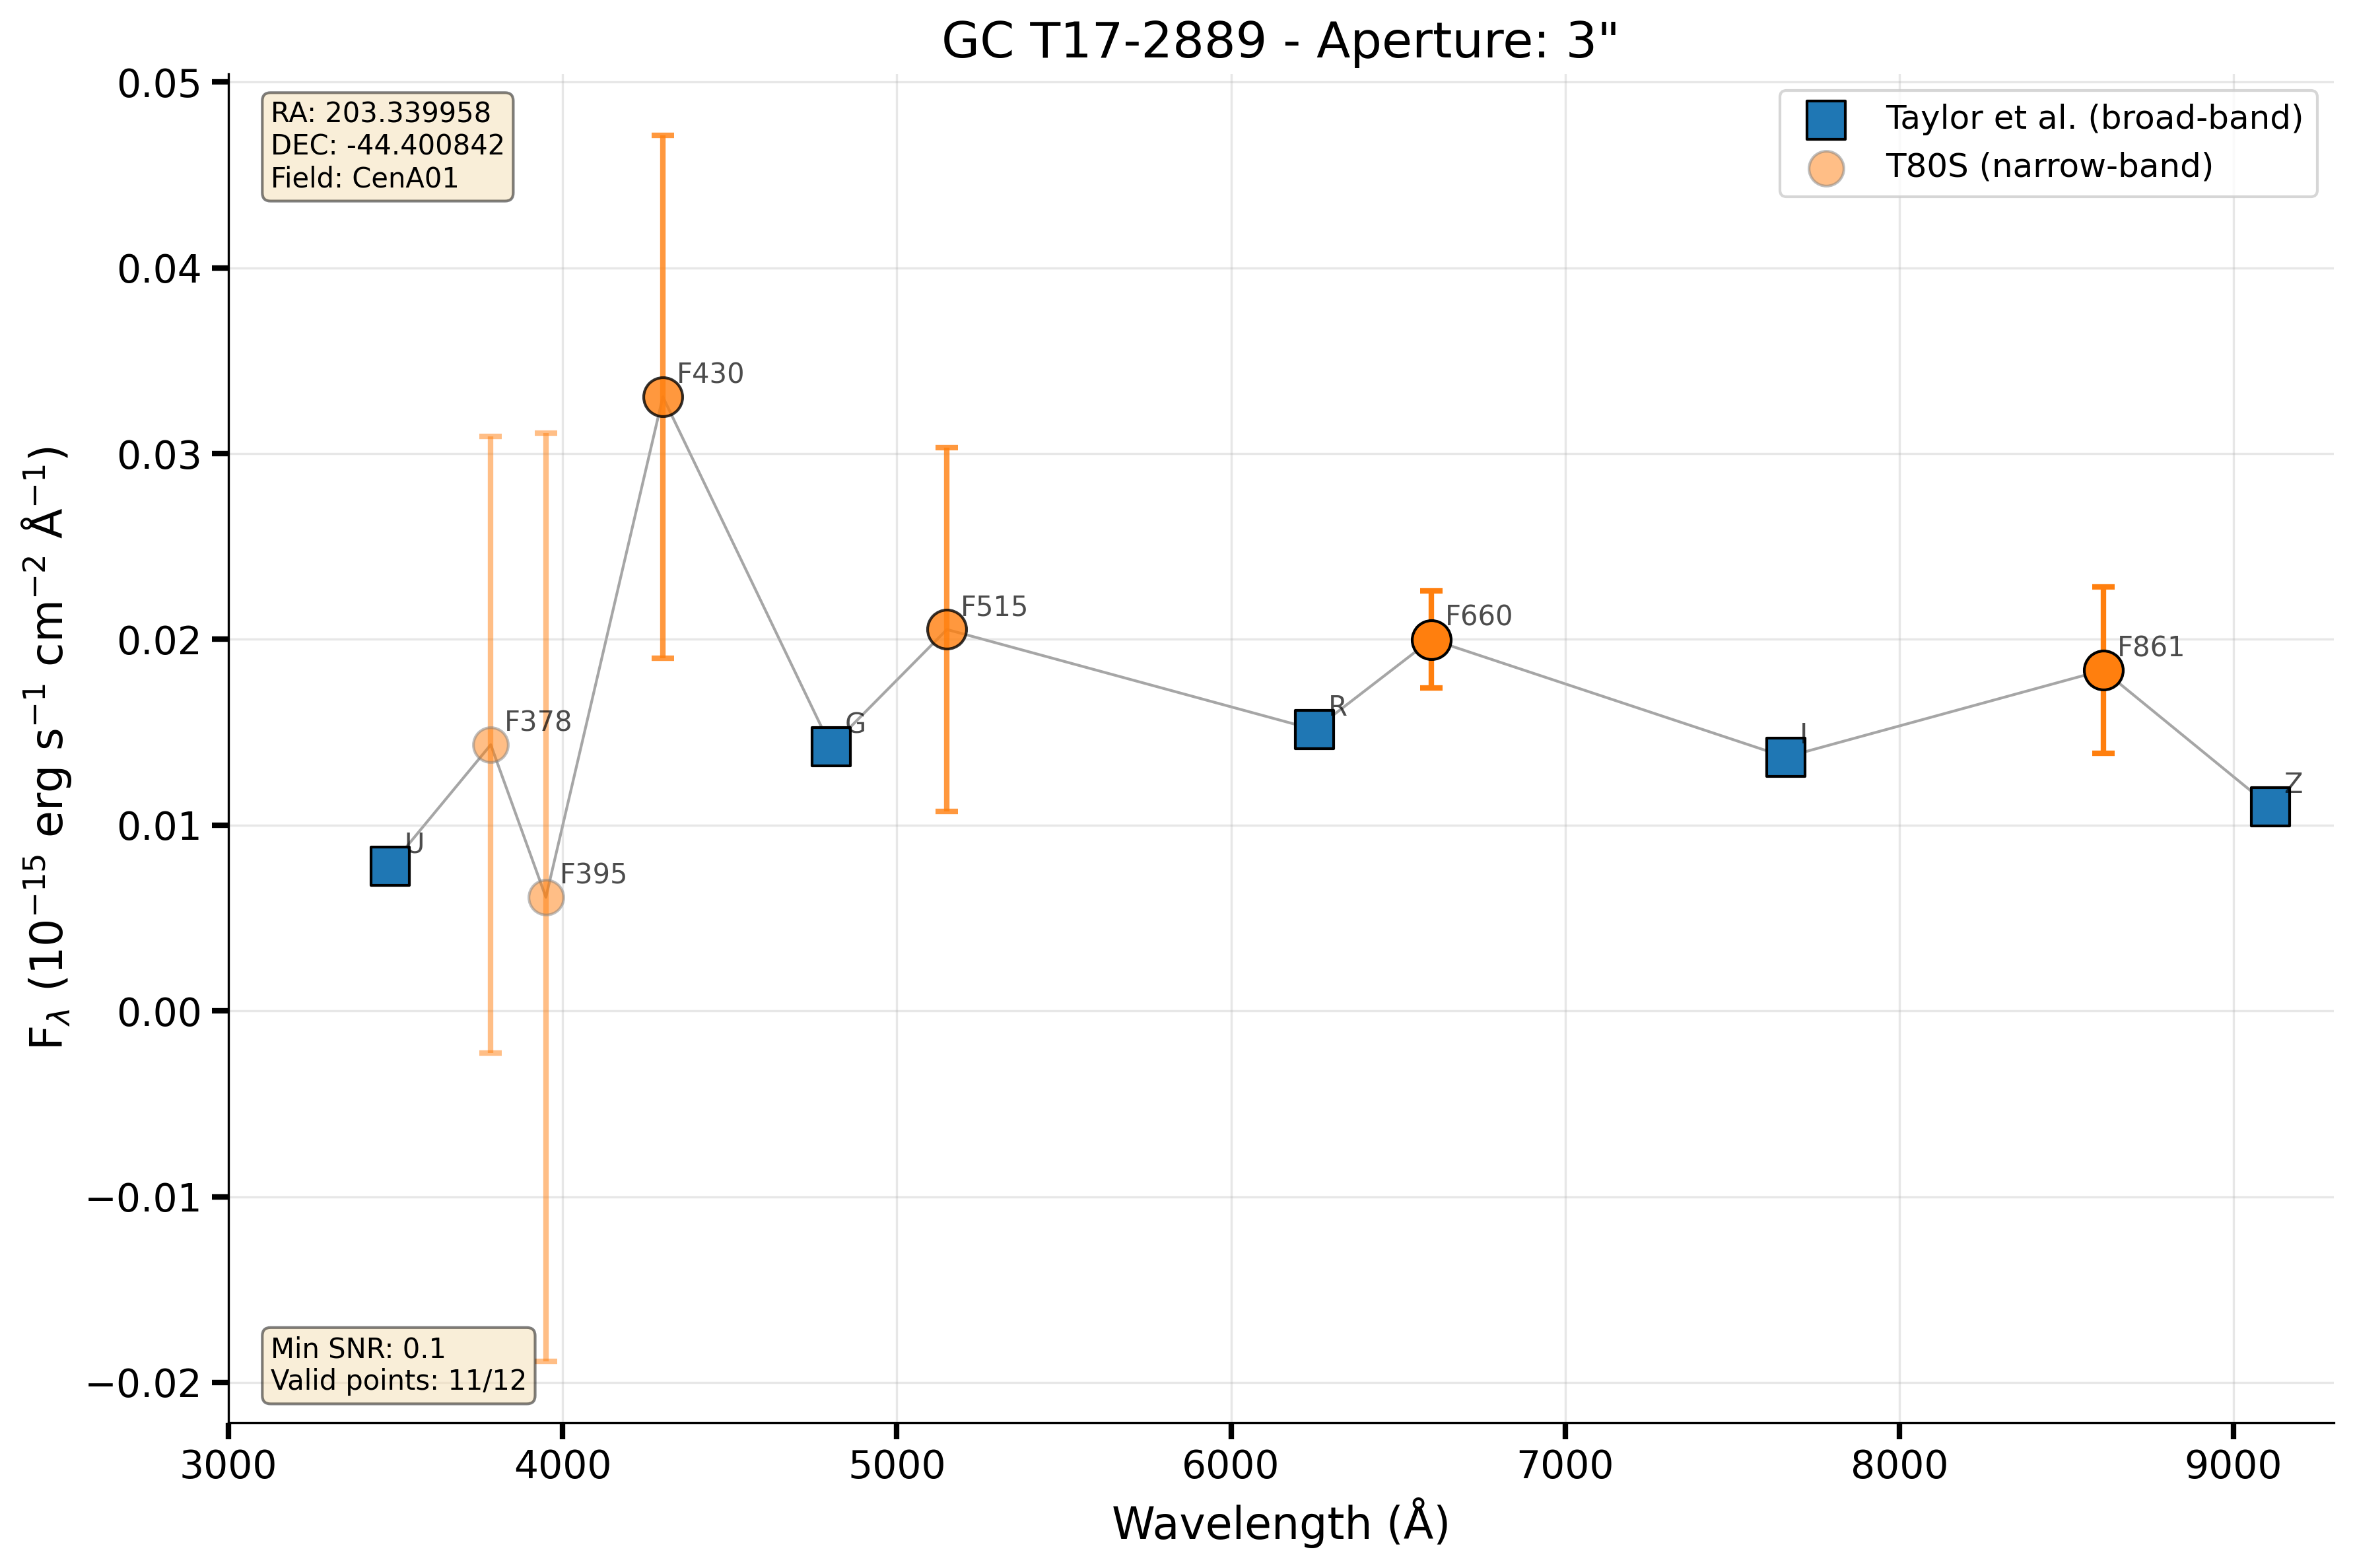 GC T17-2889 - Aperture: 3"
RA: 203.339958
DEC: -44.400842
Field: CenA01
Taylor et al. (broad-band)
T80S (narrow-band)
F430
F515
F660
F861
F378
F395
U
G
R
I
Z
Min SNR: 0.1
Valid points: 11/12
0.05
0.04
0.03
0.02
0.01
0.00
−0.01
−0.02
F_λ (10⁻¹⁵ erg s⁻¹ cm⁻² Å⁻¹)
3000 4000 5000 6000 7000 8000 9000
Wavelength (Å)